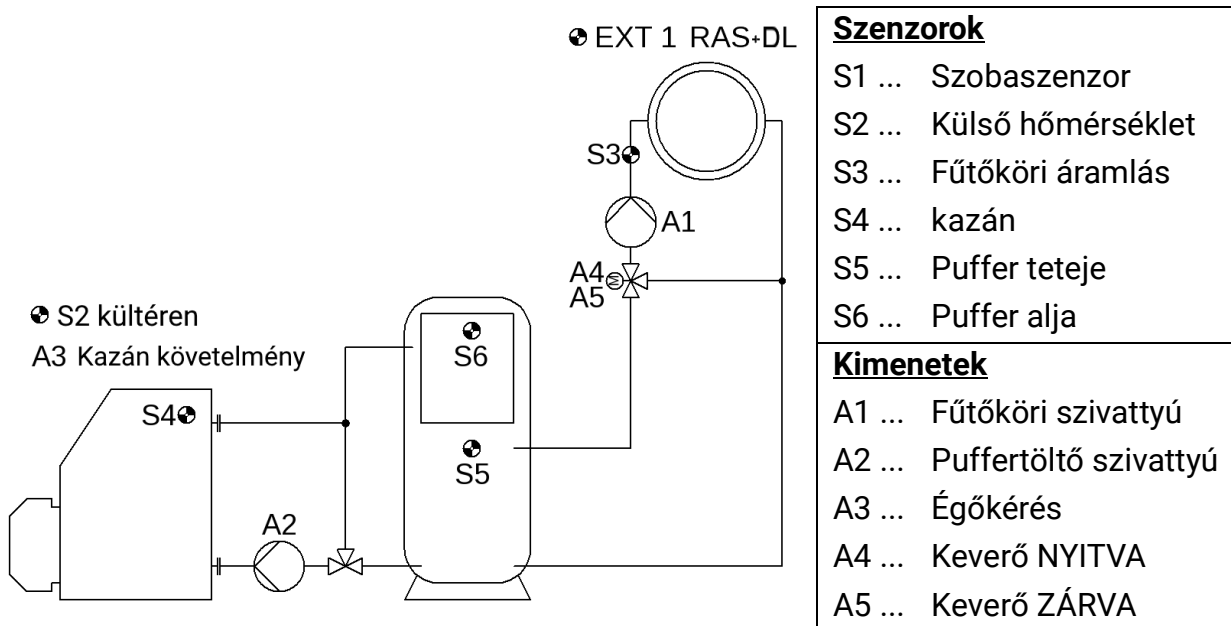 EXT 1 RAS+DL
S3
A1
A4
M
A5
S2 kültéren
A3 Kazán követelmény
S6
S4
S5
A2
Szenzorok
S1 ... Szobaszenzor
S2 ... Külső hőmérséklet
S3 ... Fűtőköri áramlás
S4 ... kazán
S5 ... Puffer teteje
S6 ... Puffer alja
Kimenetek
A1 ... Fűtőköri szivattyú
A2 ... Puffertöltő szivattyú
A3 ... Égőkérés
A4 ... Keverő NYITVA
A5 ... Keverő ZÁRVA